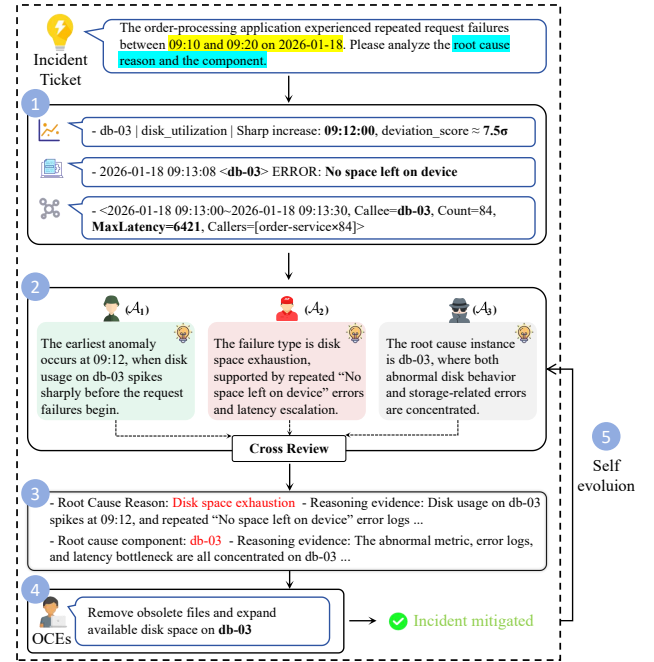 The order-processing application experienced repeated request failures
between 09:10 and 09:20 on 2026-01-18. Please analyze the root cause
reason and the component.
Incident
Ticket
1
- db-03 | disk_utilization | Sharp increase: 09:12:00, deviation_score ≈ 7.5σ
- 2026-01-18 09:13:08 <db-03> ERROR: No space left on device
- <2026-01-18 09:13:00~2026-01-18 09:13:30, Callee=db-03, Count=84,
MaxLatency=6421, Callers=[order-service×84]>
2
(𝒜1)
The earliest anomaly
occurs at 09:12, when disk
usage on db-03 spikes
sharply before the request
failures begin.
(𝒜2)
The failure type is disk
space exhaustion,
supported by repeated “No
space left on device” errors
and latency escalation.
(𝒜3)
The root cause instance
is db-03, where both
abnormal disk behavior
and storage-related errors
are concentrated.
Cross Review
3
- Root Cause Reason: Disk space exhaustion - Reasoning evidence: Disk usage on db-03
spikes at 09:12, and repeated “No space left on device” error logs ...
- Root cause component: db-03 - Reasoning evidence: The abnormal metric, error logs,
and latency bottleneck are all concentrated on db-03 ...
4
OCEs
Remove obsolete files and expand
available disk space on db-03
Incident mitigated
5
Self
evoluion